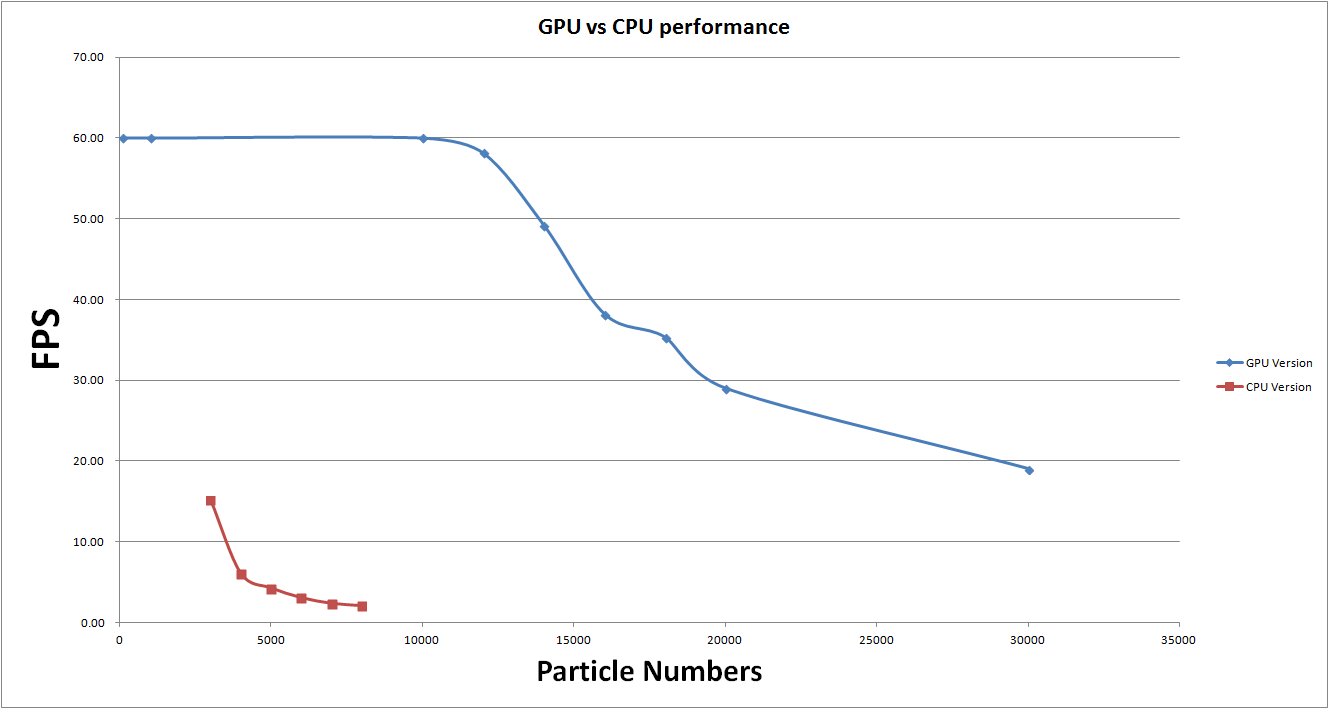 GPU vs CPU performance
70.00
60.00
50.00
40.00
30.00
20.00
10.00
0.00
FPS
0 5000 10000 15000 20000 25000 30000 35000
Particle Numbers
GPU Version
CPU Version